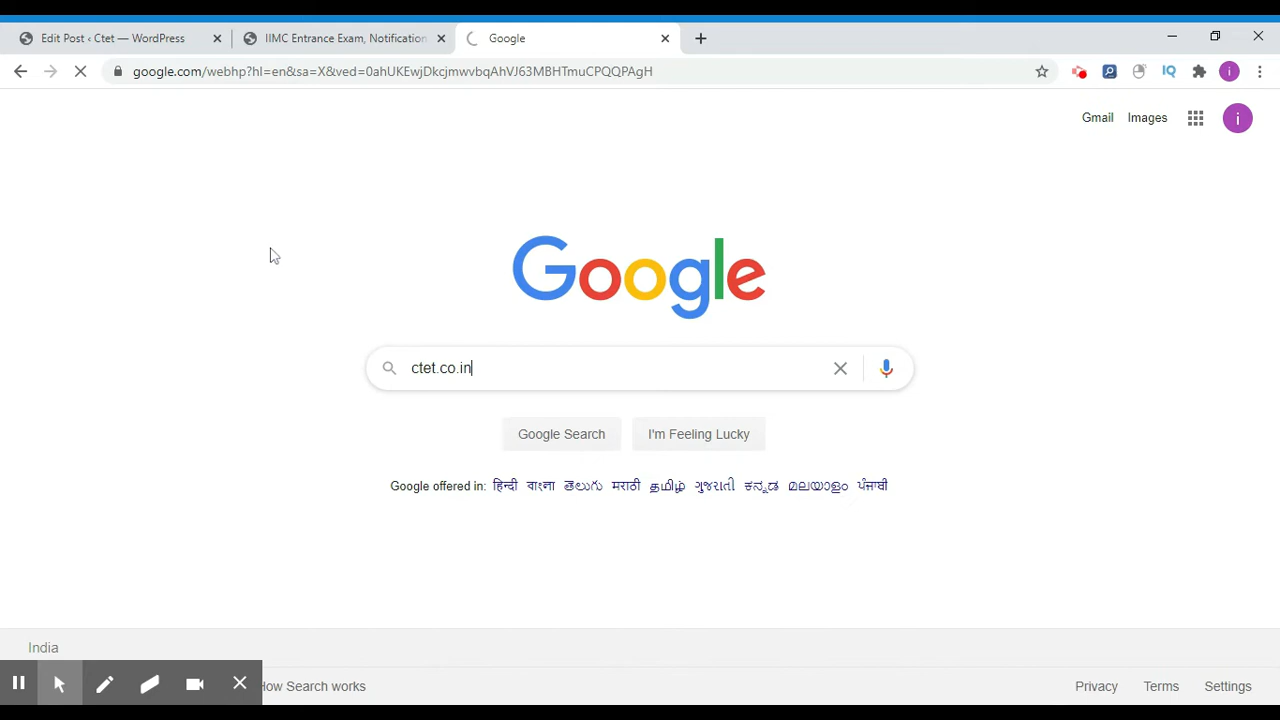 Edit Post ‹ Ctet — WordPress
IIMC Entrance Exam, Notification
Google
google.com/webhp?hl=en&sa=X&ved=0ahUKEwjDkcjmwvbqAhVJ63MBHTmuCPQQPAgH
IQ
i
Gmail Images
i
Google
ctet.co.in
Google Search I'm Feeling Lucky
Google offered in: हिन्दी বাংলা తెలుగు मराठी தமிழ் ગુજરાતી ಕನ್ನಡ മലയാളം ਪੰਜਾਬੀ
India
How Search works
Privacy Terms Settings